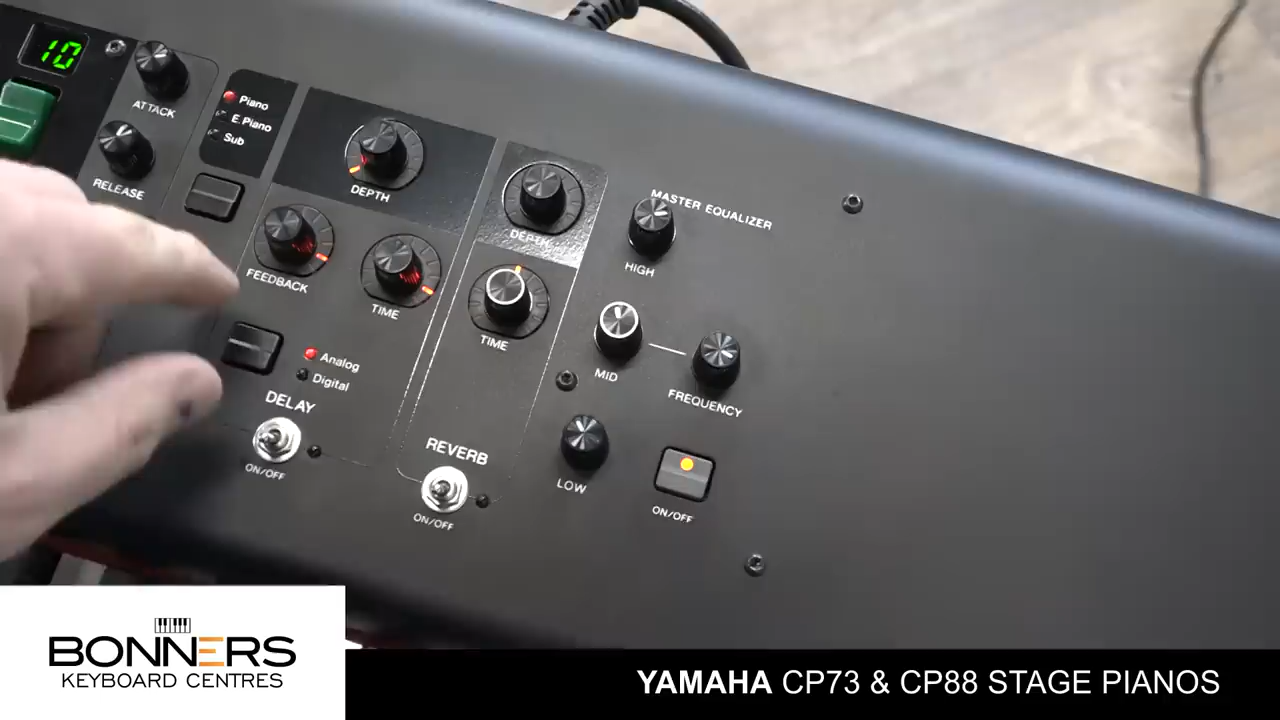 10
ATTACK
RELEASE
Piano
E. Piano
Sub
DEPTH
FEEDBACK
TIME
Analog
Digital
DELAY
ON/OFF
DEPTH
TIME
REVERB
ON/OFF
MASTER EQUALIZER
HIGH
MID
FREQUENCY
LOW
ON/OFF
BONNERS
KEYBOARD CENTRES
YAMAHA CP73 & CP88 STAGE PIANOS